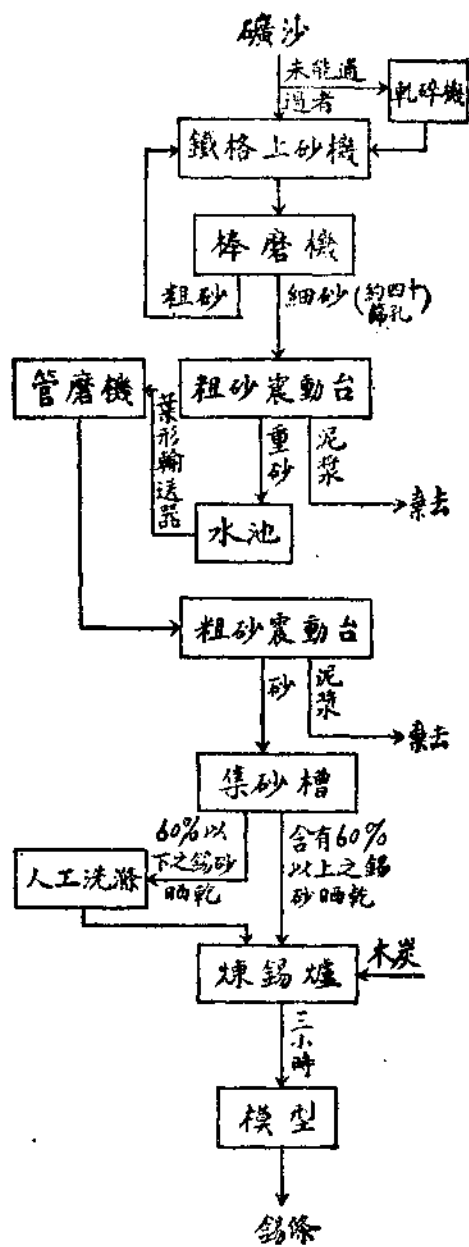 礦沙
未能通
過者
軋碎機
鐵格上砂機
棒磨機
粗砂
細砂(約四十
篩孔)
管磨機
粗砂震動台
葉形輸送器
重砂
泥漿
棄去
水池
粗砂震動台
砂
泥漿
棄去
集砂槽
60%以
下之錫砂
晒乾
含有60%
以上之錫
砂晒乾
人工洗滌
煉錫爐
木炭
三小時
模型
錫條